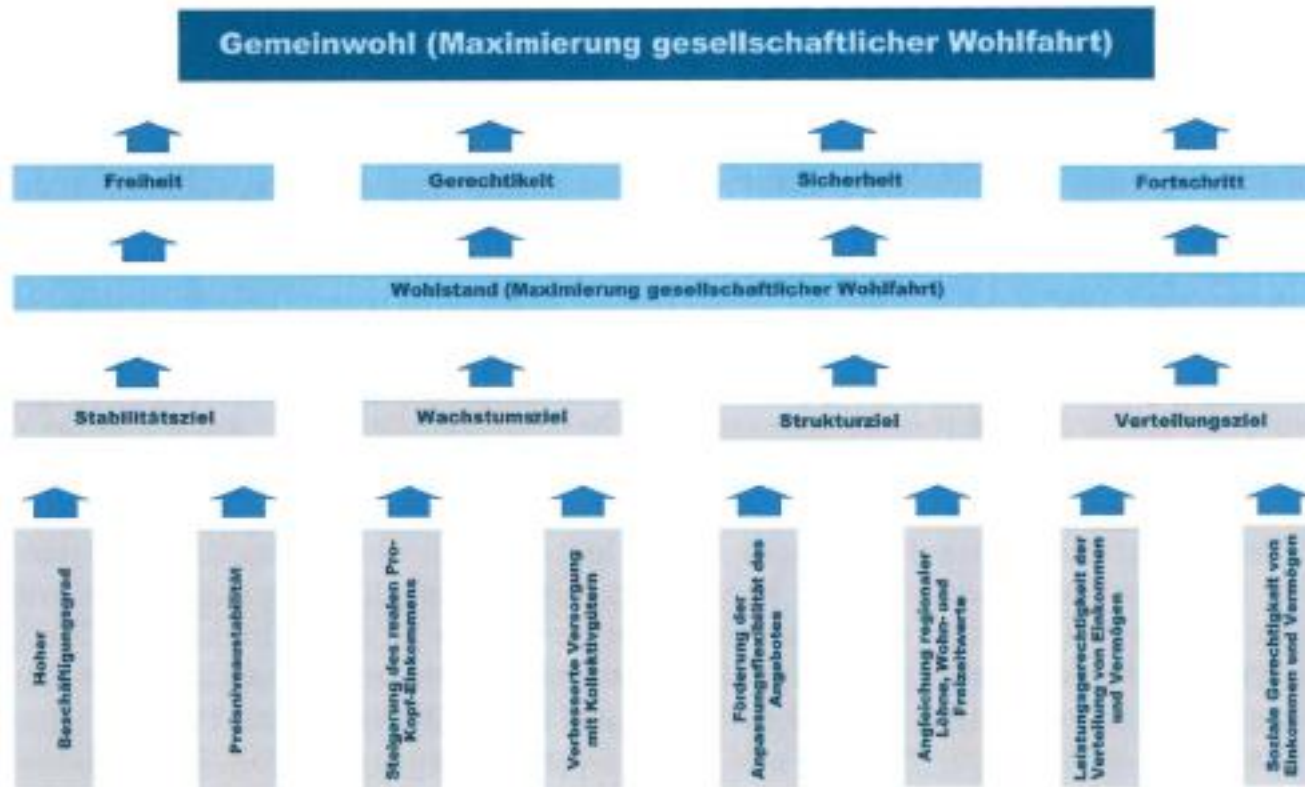 Gemeinwohl (Maximierung gesellschaftlicher Wohlfahrt)
Freiheit
Gerechtikeit
Sicherheit
Fortschritt
Wohlstand (Maximierung gesellschaftlicher Wohlfahrt)
Stabilitätsziel
Wachstumsziel
Strukturziel
Verteilungsziel
Hoher
Beschäftigungsgrad
Preisniveaustabilität
Steigerung des realen Pro-
Kopf-Einkommens
Verbesserte Versorgung
mit Kollektivgütern
Förderung der
Anpassungsflexibilität des
Angebotes
Angleichung regionaler
Löhne, Wohn- und
Freizeitwerte
Leistungsgerechtigkeit der
Verteilung von Einkommen
und Vermögen
Soziale Gerechtigkeit von
Einkommen und Vermögen